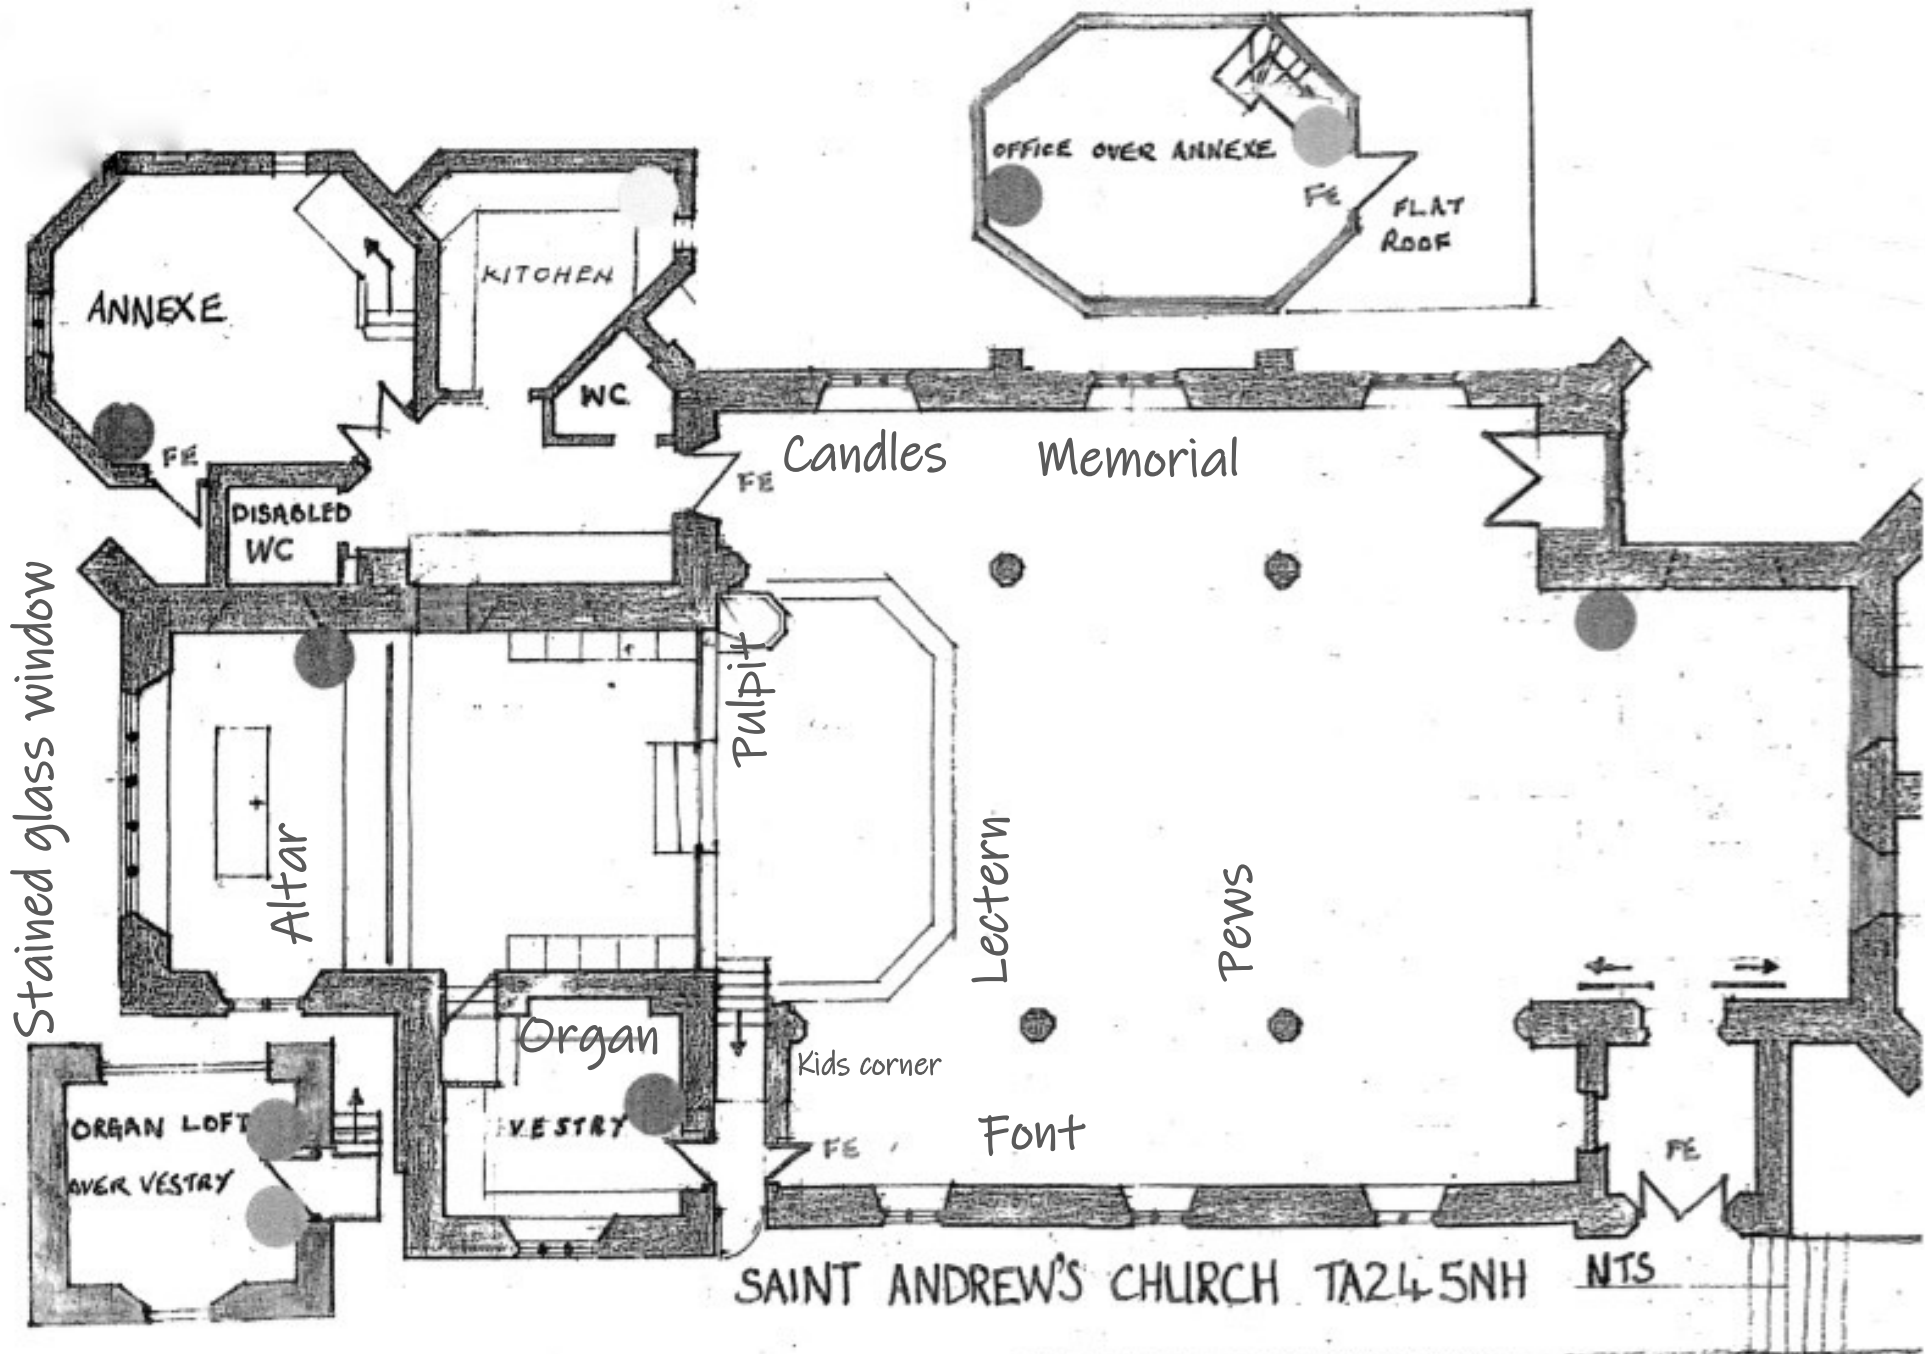 OFFICE OVER ANNEXE
FE
FLAT
ROOF
KITCHEN
ANNEXE
WC
FE
Candles
Memorial
FE
DISABLED
WC
Stained glass window
Pulpit
Altar
Lectern
Pews
Organ
Kids corner
ORGAN LOFT
OVER VESTRY
VESTRY
Font
FE
FE
SAINT ANDREW'S CHURCH TA24 5NH
NTS